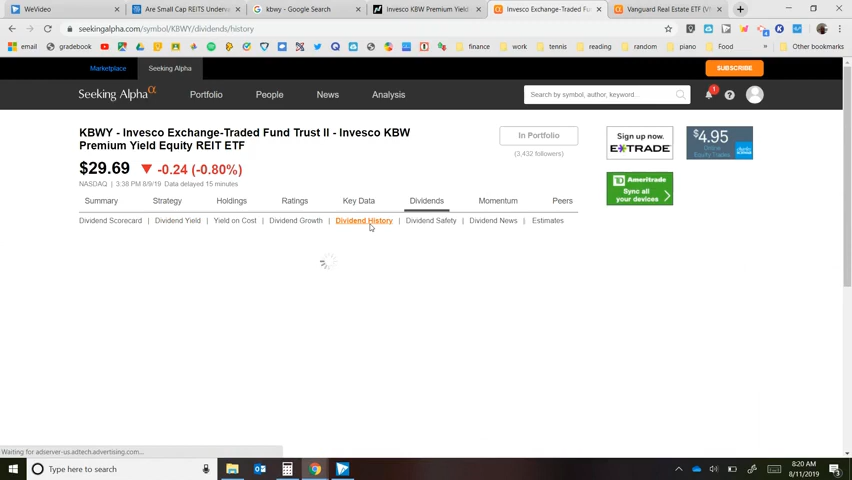 WeVideo
Are Small Cap REITS Underva
kbwy - Google Search
Invesco KBW Premium Yield
Invesco Exchange-Traded Fu
Vanguard Real Estate ETF (V
seekingalpha.com/symbol/KBWY/dividends/history
email
gradebook
finance
work
tennis
reading
random
piano
Food
Other bookmarks
Marketplace
Seeking Alpha
SUBSCRIBE
Seeking Alpha α
Portfolio
People
News
Analysis
Search by symbol, author, keyword...
1
KBWY - Invesco Exchange-Traded Fund Trust II - Invesco KBW
Premium Yield Equity REIT ETF
In Portfolio
(3,432 followers)
Sign up now.
E*TRADE
$4.95
Online
Equity Trades
$29.69 ▼ -0.24 (-0.80%)
NASDAQ | 3:38 PM 8/9/19 Data delayed 15 minutes
TD Ameritrade
Sync all
your devices
Summary
Strategy
Holdings
Ratings
Key Data
Dividends
Momentum
Peers
Dividend Scorecard | Dividend Yield | Yield on Cost | Dividend Growth | Dividend History | Dividend Safety | Dividend News | Estimates
Waiting for adserver-us.adtech.advertising.com...
Type here to search
8:20 AM
8/11/2019
3